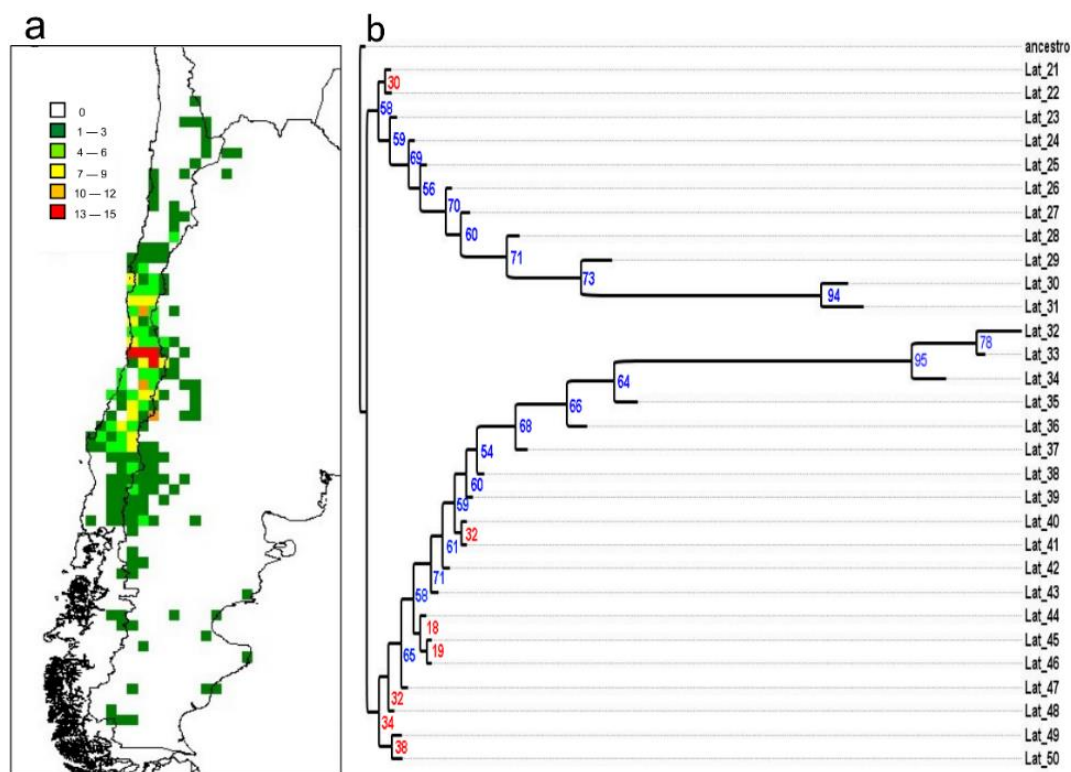 a
0
1 — 3
4 — 6
7 — 9
10 — 12
13 — 15
b
ancestro
Lat_21
30
Lat_22
58
Lat_23
59
Lat_24
69
Lat_25
56
Lat_26
70
Lat_27
60
Lat_28
71
Lat_29
73
Lat_30
94
Lat_31
Lat_32
78
Lat_33
95
Lat_34
64
Lat_35
66
Lat_36
68
Lat_37
54
Lat_38
60
Lat_39
59
Lat_40
32
Lat_41
61
Lat_42
71
Lat_43
58
Lat_44
18
Lat_45
19
Lat_46
65
Lat_47
32
Lat_48
34
Lat_49
38
Lat_50